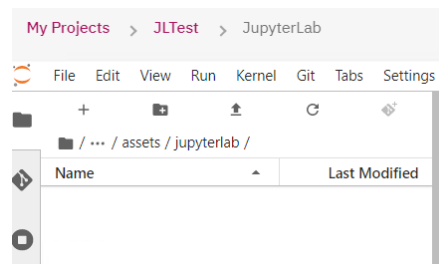 My Projects > JLTest > JupyterLab
File Edit View Run Kernel Git Tabs Settings
/ ··· / assets / jupyterlab /
Name Last Modified